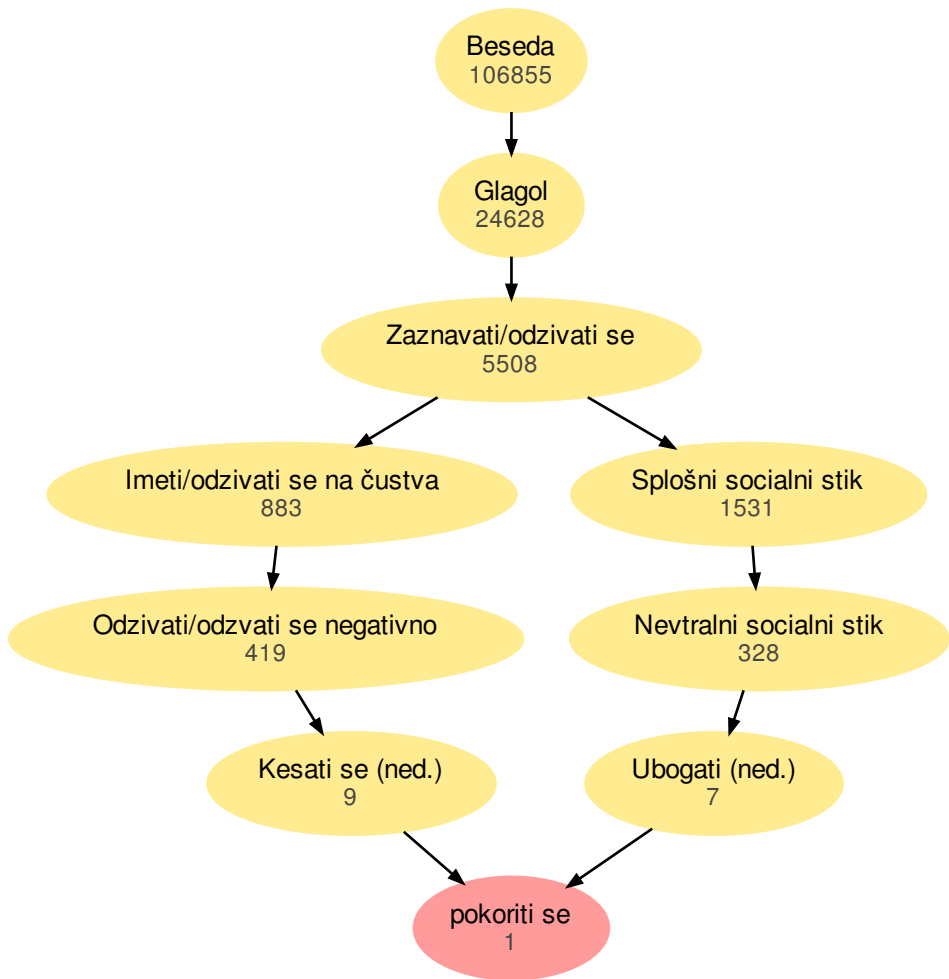 Beseda
106855
Glagol
24628
Zaznavati/odzivati se
5508
Imeti/odzivati se na čustva
883
Splošni socialni stik
1531
Odzivati/odzvati se negativno
419
Nevtralni socialni stik
328
Kesati se (ned.)
9
Ubogati (ned.)
7
pokoriti se
1